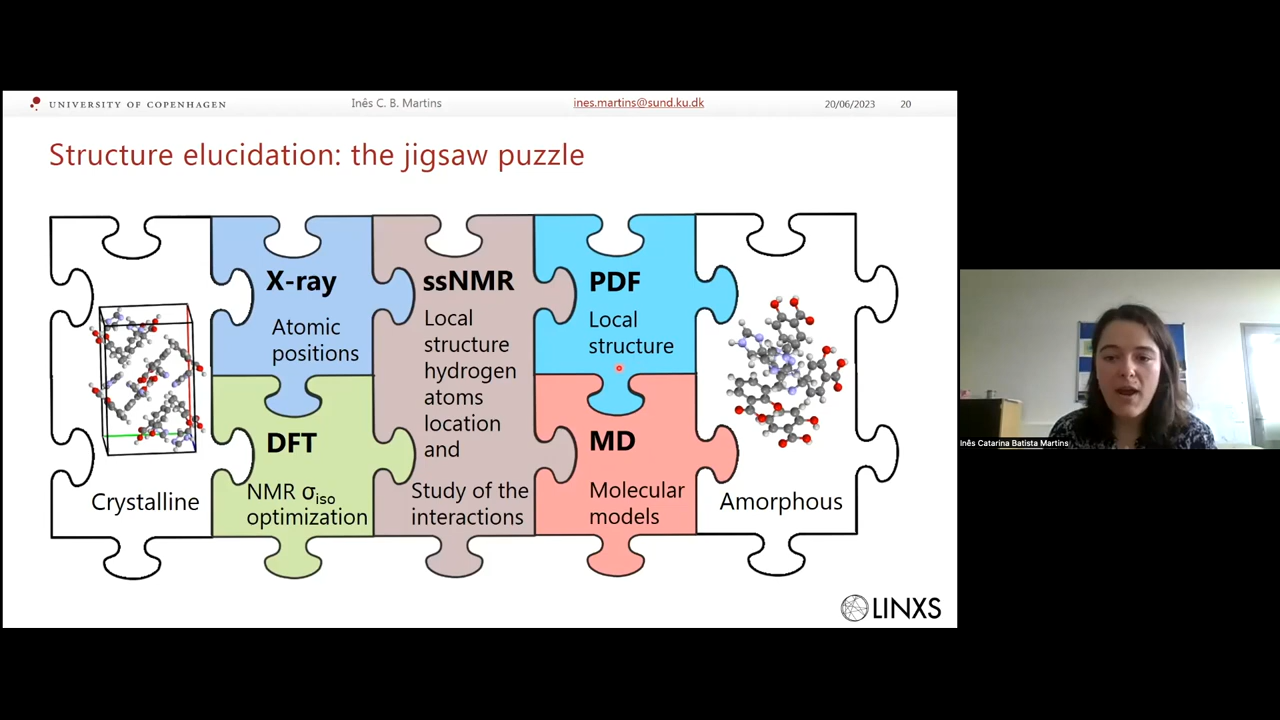 UNIVERSITY OF COPENHAGEN
Inês C. B. Martins
ines.martins@sund.ku.dk
20/06/2023
20
Structure elucidation: the jigsaw puzzle
Crystalline
X-ray
Atomic
positions
DFT
NMR σiso
optimization
ssNMR
Local
structure
hydrogen
atoms
location
and
Study of the
interactions
PDF
Local
structure
MD
Molecular
models
Amorphous
LINXS
Inês Catarina Batista Martins